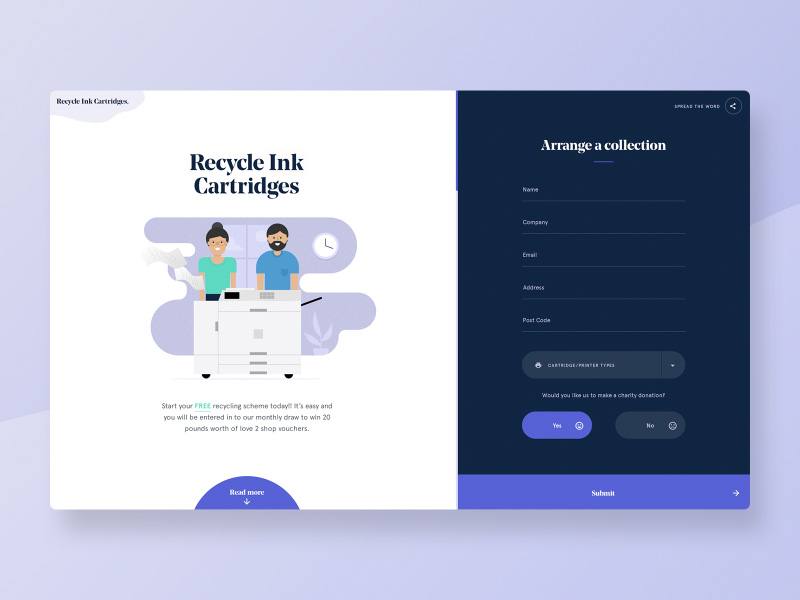 Recycle Ink Cartridges.
Recycle Ink
Cartridges
Start your FREE recycling scheme today!! It's easy and
you will be entered in to our monthly draw to win 20
pounds worth of love 2 shop vouchers.
Read more
SPREAD THE WORD
Arrange a collection
Name
Company
Email
Address
Post Code
CARTRIDGE/PRINTER TYPES
Would you like us to make a charity donation?
Yes
No
Submit